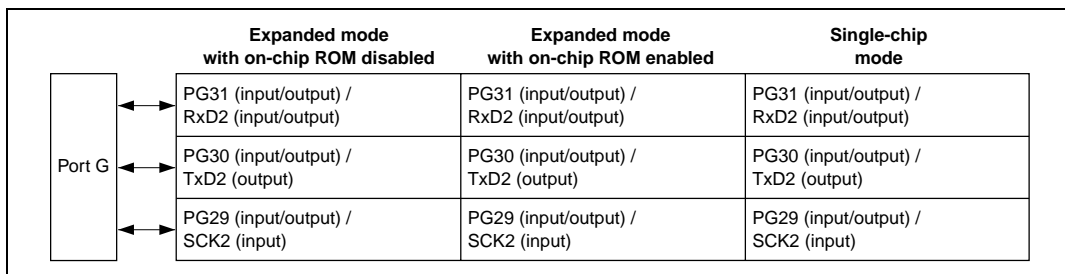 Expanded mode
with on-chip ROM disabled
Expanded mode
with on-chip ROM enabled
Single-chip
mode
Port G
PG31 (input/output) /
RxD2 (input/output)
PG31 (input/output) /
RxD2 (input/output)
PG31 (input/output) /
RxD2 (input/output)
PG30 (input/output) /
TxD2 (output)
PG30 (input/output) /
TxD2 (output)
PG30 (input/output) /
TxD2 (output)
PG29 (input/output) /
SCK2 (input)
PG29 (input/output) /
SCK2 (input)
PG29 (input/output) /
SCK2 (input)